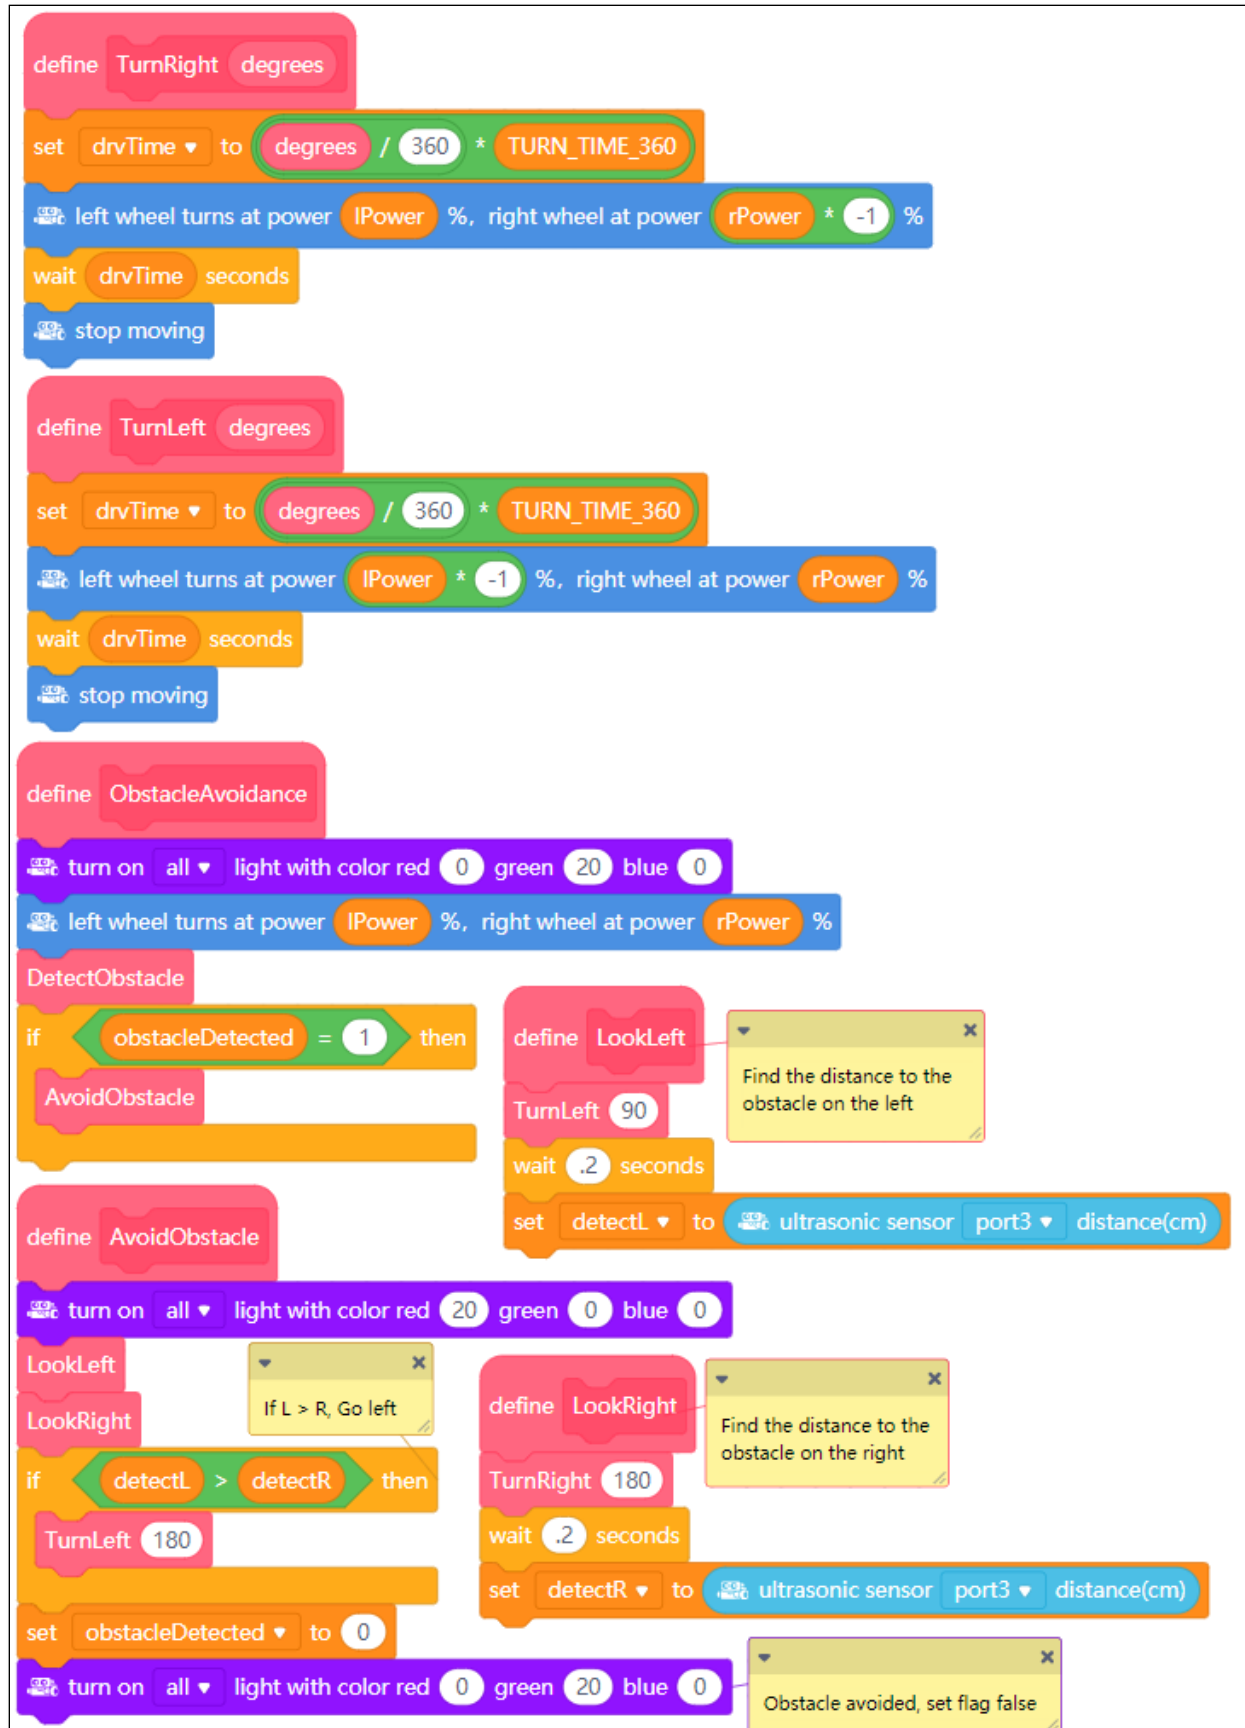 define TurnRight degrees
set drvTime to degrees / 360 * TURN_TIME_360
left wheel turns at power lPower %, right wheel at power rPower * -1 %
wait drvTime seconds
stop moving
define TurnLeft degrees
set drvTime to degrees / 360 * TURN_TIME_360
left wheel turns at power lPower * -1 %, right wheel at power rPower %
wait drvTime seconds
stop moving
define ObstacleAvoidance
turn on all light with color red 0 green 20 blue 0
left wheel turns at power lPower %, right wheel at power rPower %
DetectObstacle
if obstacleDetected = 1 then
AvoidObstacle
define LookLeft
Find the distance to the
obstacle on the left
TurnLeft 90
wait .2 seconds
set detectL to ultrasonic sensor port3 distance(cm)
define AvoidObstacle
turn on all light with color red 20 green 0 blue 0
LookLeft
LookRight
If L > R, Go left
if detectL > detectR then
TurnLeft 180
define LookRight
Find the distance to the
obstacle on the right
TurnRight 180
wait .2 seconds
set detectR to ultrasonic sensor port3 distance(cm)
set obstacleDetected to 0
turn on all light with color red 0 green 20 blue 0
Obstacle avoided, set flag false